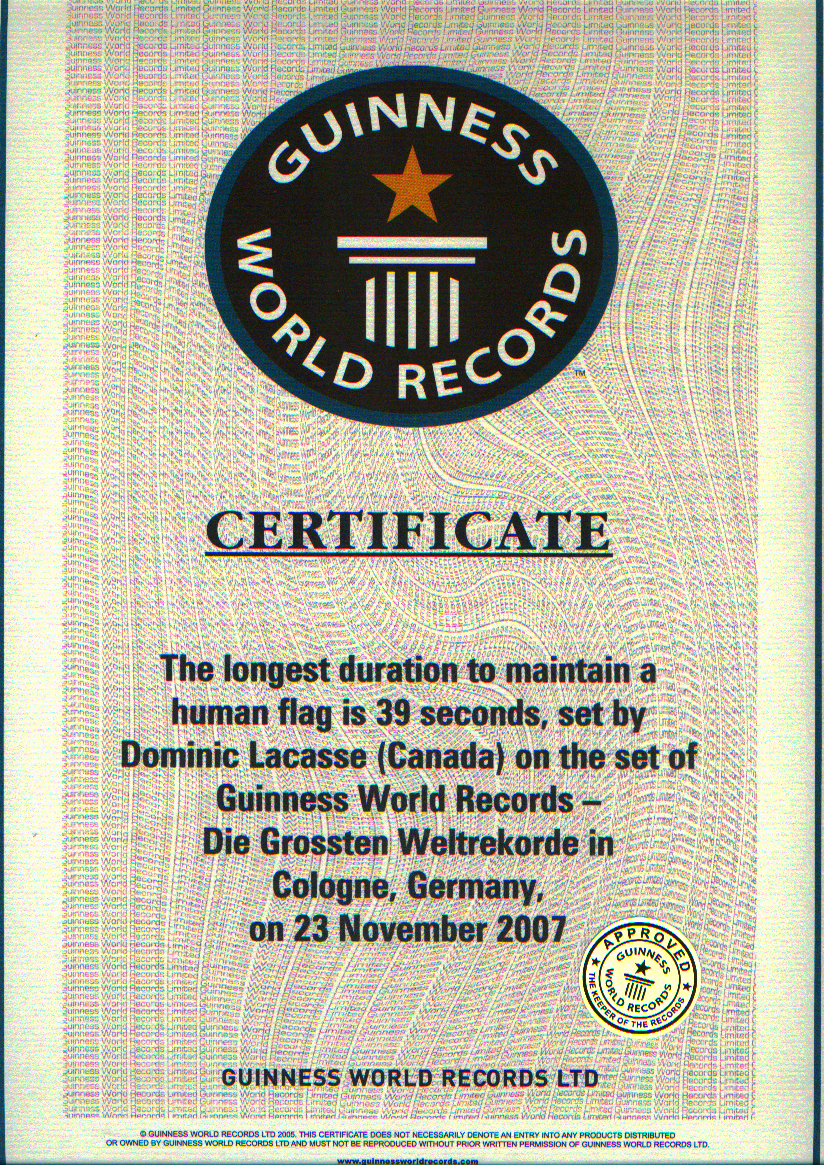 GUINNESS
WORLD RECORDS
TM
CERTIFICATE
The longest duration to maintain a
human flag is 39 seconds, set by
Dominic Lacasse (Canada) on the set of
Guinness World Records –
Die Grossten Weltrekorde in
Cologne, Germany,
on 23 November 2007
APPROVED
GUINNESS
WORLD RECORDS
THE KEEPER OF THE RECORDS
GUINNESS WORLD RECORDS LTD
© GUINNESS WORLD RECORDS LTD 2005. THIS CERTIFICATE DOES NOT NECESSARILY DENOTE AN ENTRY INTO ANY PRODUCTS DISTRIBUTED
OR OWNED BY GUINNESS WORLD RECORDS LTD AND MUST NOT BE REPRODUCED WITHOUT PRIOR WRITTEN PERMISSION OF GUINNESS WORLD RECORDS LTD.
www.guinnessworldrecords.com